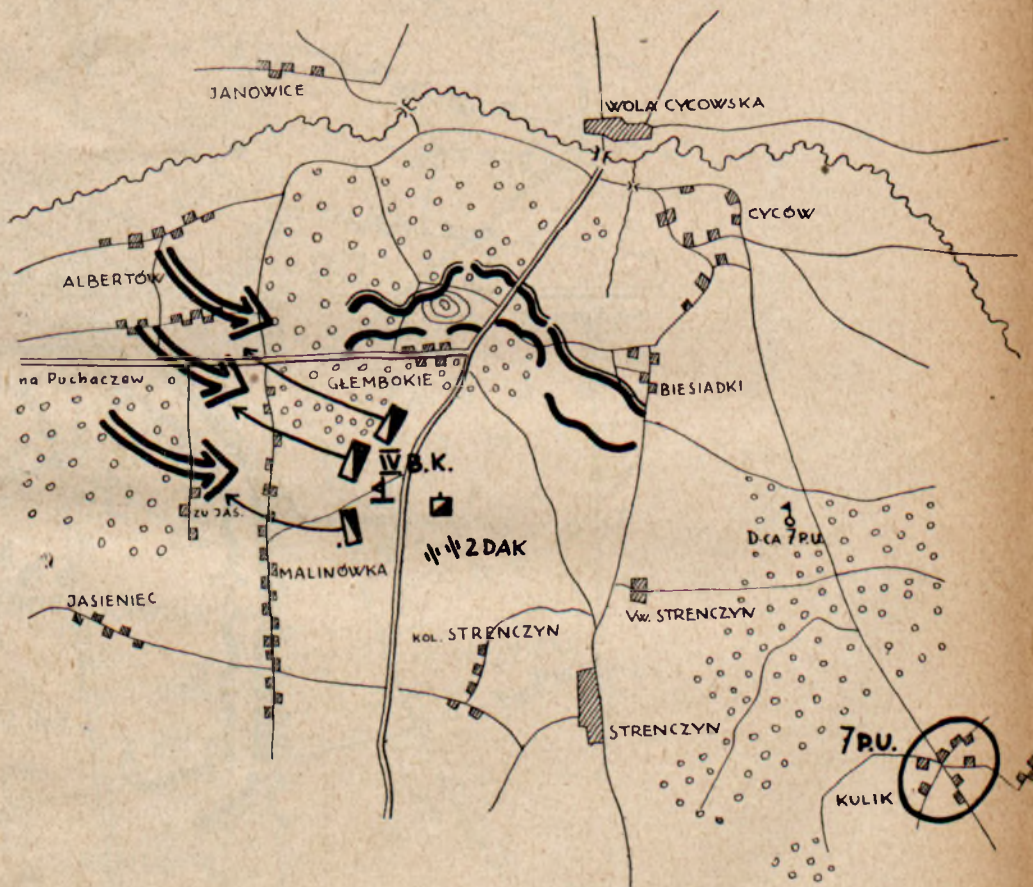 JANOWICE
WOLA CYCOWSKA
CYCÓW
ALBERTÓW
na Puchaczew
GŁEMBOKIE
BIESIADKI
IV B.K.
ZU JAS.
D-CA 7 P.U.
2 DAK
MALINÓWKA
JASIENIEC
KOL. STRENCZYN
VW. STRENCZYN
STRENCZYN
7 P.U.
KULIK